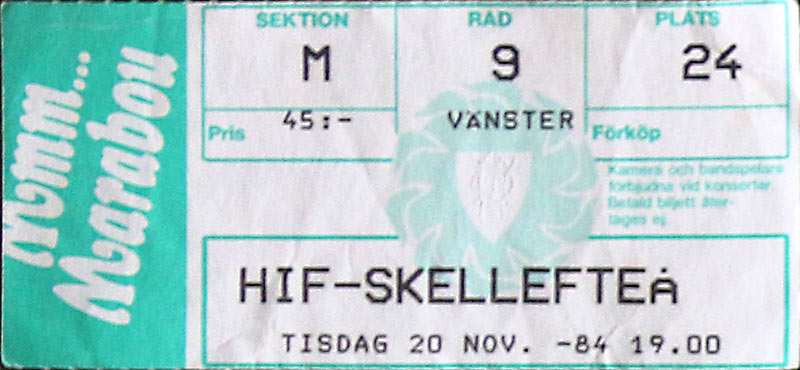 Mmm...
Marabou
SEKTION RAD PLATS
M 9 24
Pris 45:- VÄNSTER Förköp
Kamera och bandspelare
förbjudna vid konserter.
Betald biljett åter-
tages ej.
HIF-SKELLEFTEÅ
TISDAG 20 NOV. -84 19.00